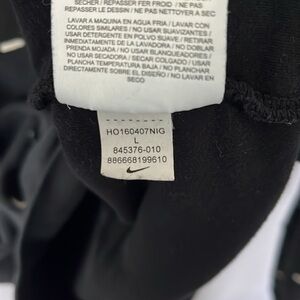 SECHER / REPASSER FER FROID / NE PAS
REPASSER LE DESSIN / NE PAS NETTOYER A SEC
LAVAR A MAQUINA EN AGUA FRIA / LAVAR CON
COLORES SIMILARES / NO USAR SUAVIZANTES /
USAR DETERGENTE EN POLVO SUAVE / RETIRAR
INMEDIATAMENTE DE LA LAVADORA / NO DOBLAR
PRENDA MOJADA / NO USAR BLANQUEADORES /
NO USAR SECADORA / SECAR COLGADO / USAR
PLANCHA TEMPERATURA BAJA / NO PLANCHAR
DIRECTAMENTE SOBRE EL DISEÑO / NO LAVAR EN
SECO
HO160407NIG
L
845376-010
886668199610